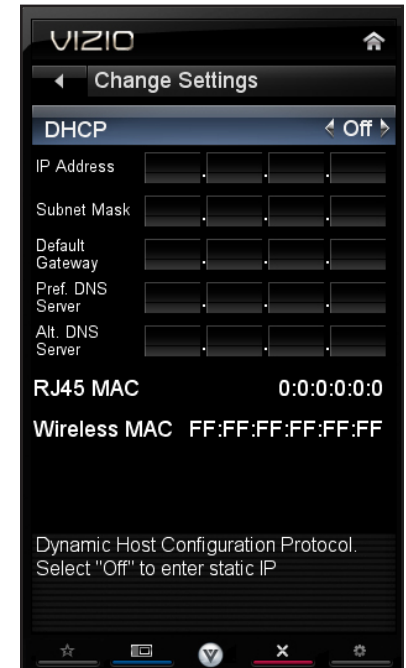 VIZIO
Change Settings
DHCP Off
IP Address . . .
Subnet Mask . . .
Default
Gateway . . .
Pref. DNS
Server . . .
Alt. DNS
Server . . .
RJ45 MAC 0:0:0:0:0:0
Wireless MAC FF:FF:FF:FF:FF:FF
Dynamic Host Configuration Protocol.
Select "Off" to enter static IP
V